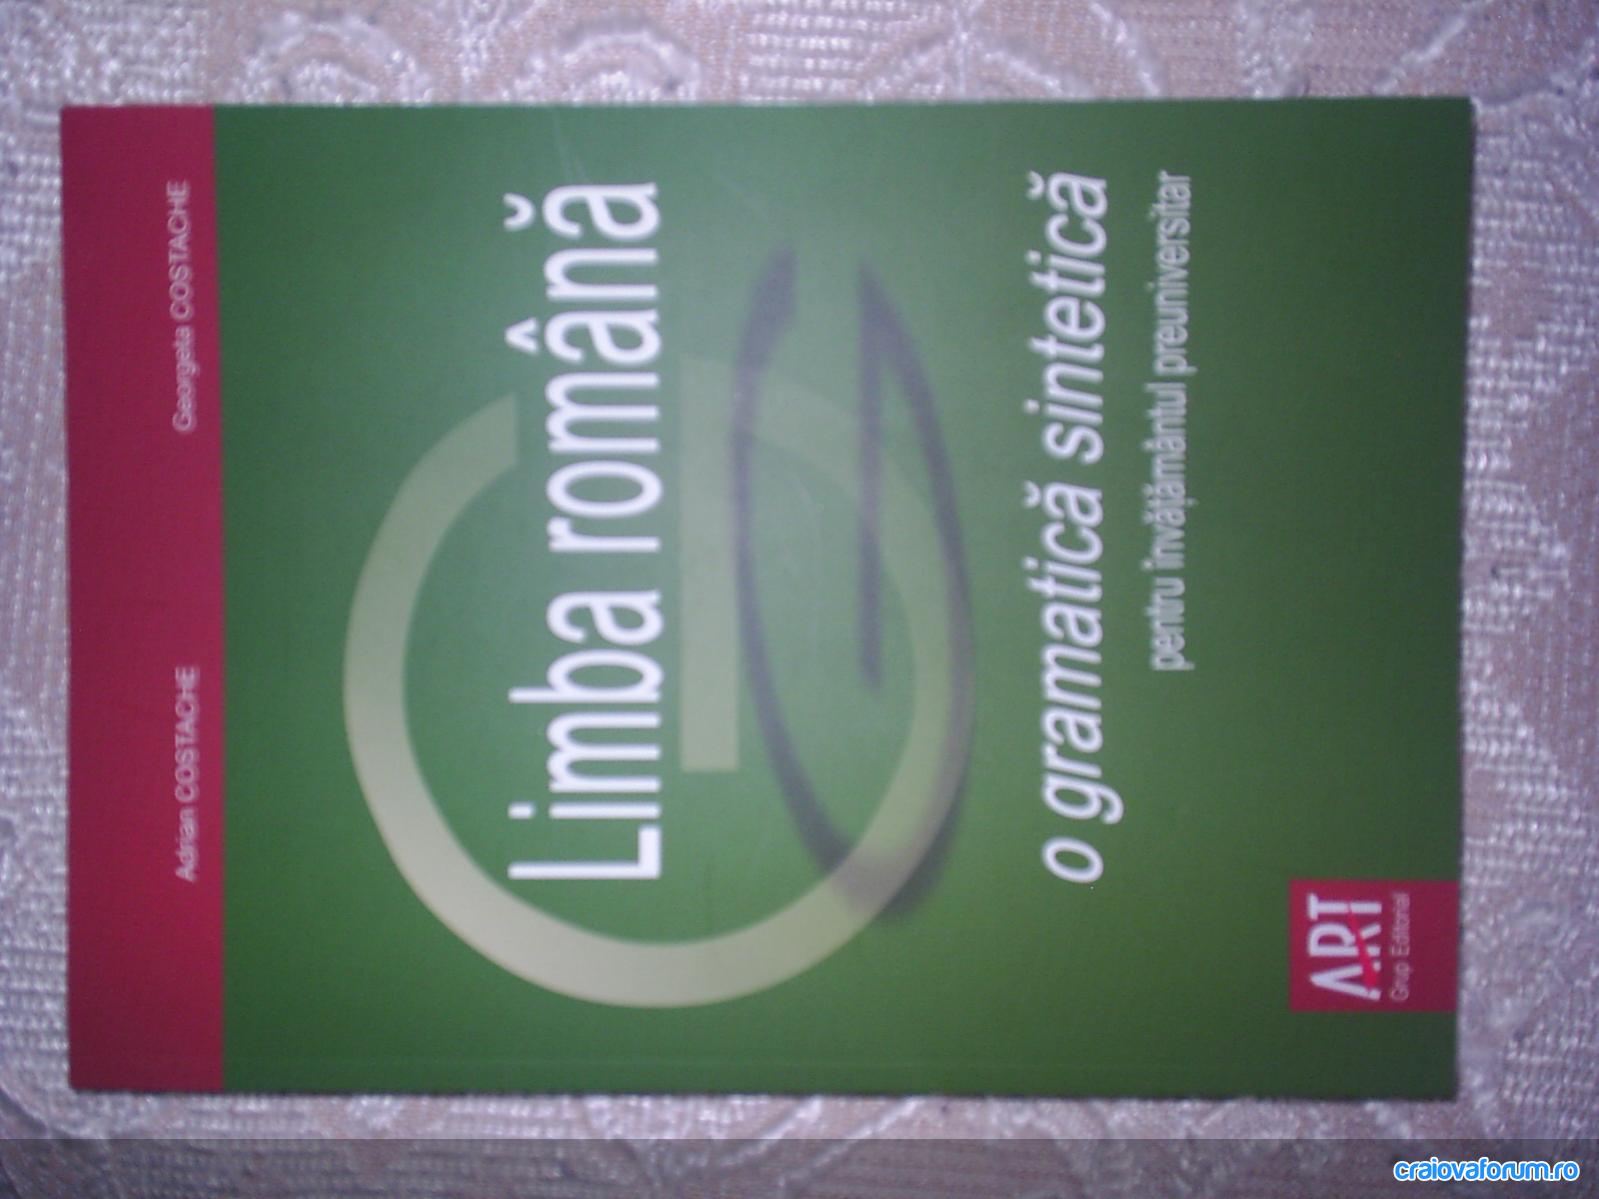 Adrian COSTACHE
Georgeta COSTACHE
Limba română
o gramatică sintetică
pentru învățământul preuniversitar
ART
Grup Editorial
craiovaforum.ro